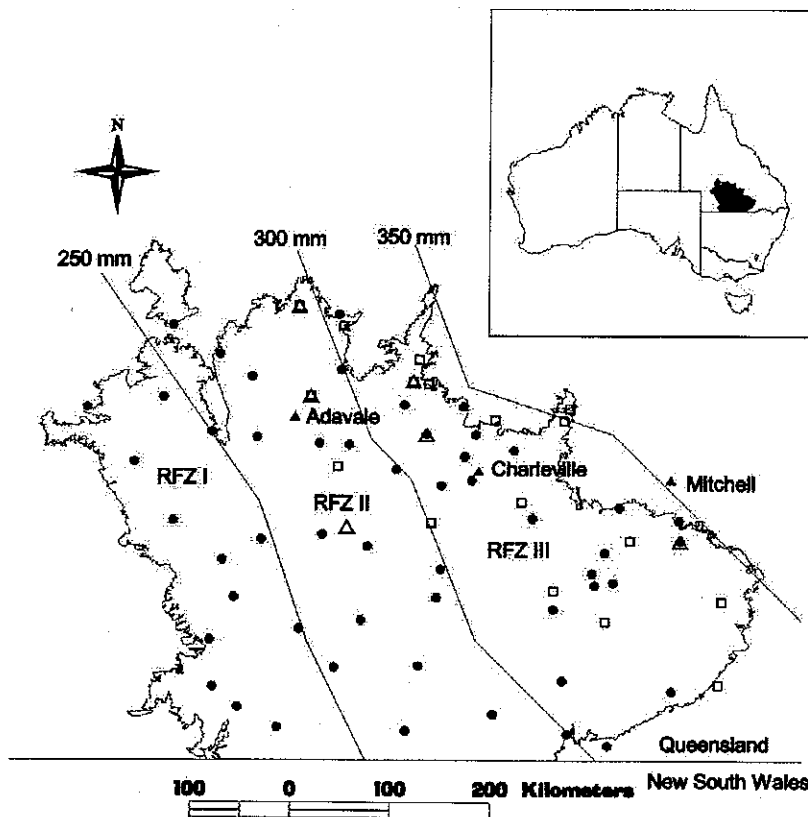 N
300 mm
350 mm
250 mm
Adavale
RFZ I
Charleville
Mitchell
RFZ II
RFZ III
Queensland
New South Wales
100 0 100 200 Kilometers